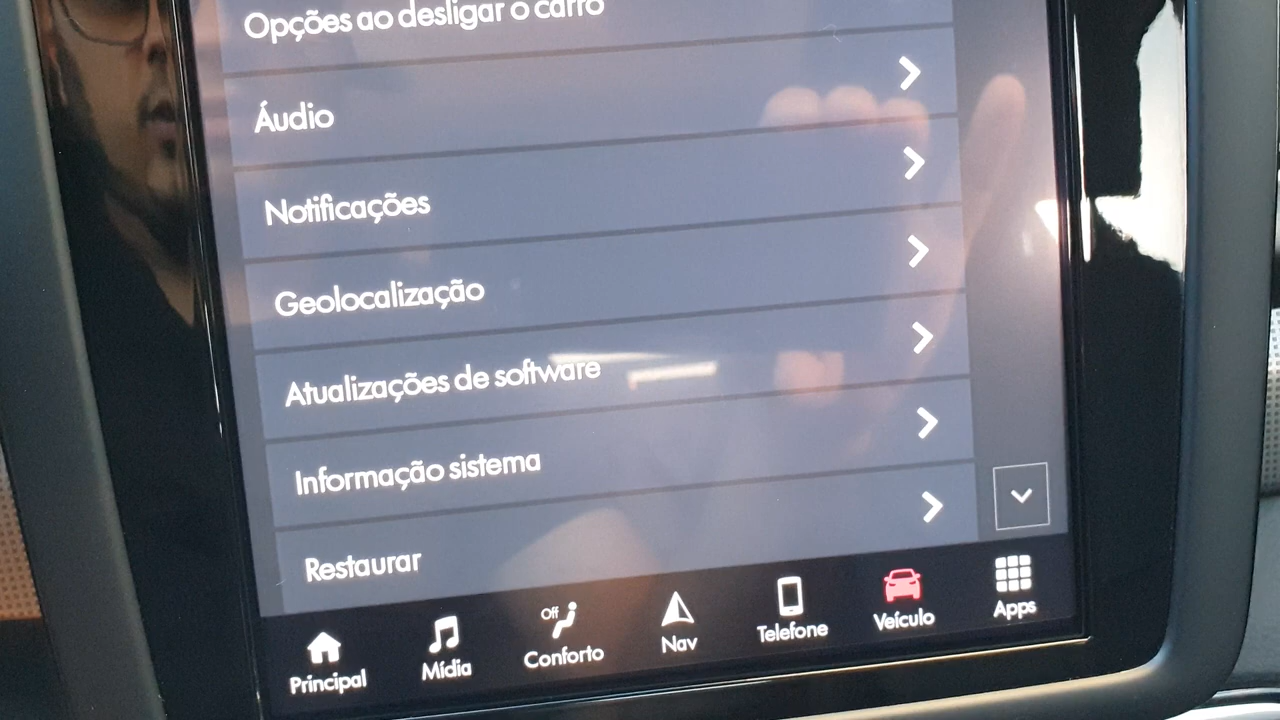 Opções ao desligar o carro
Áudio
Notificações
Geolocalização
Atualizações de software
Informação sistema
Restaurar
Principal
Mídia
Off
Conforto
Nav
Telefone
Veículo
Apps